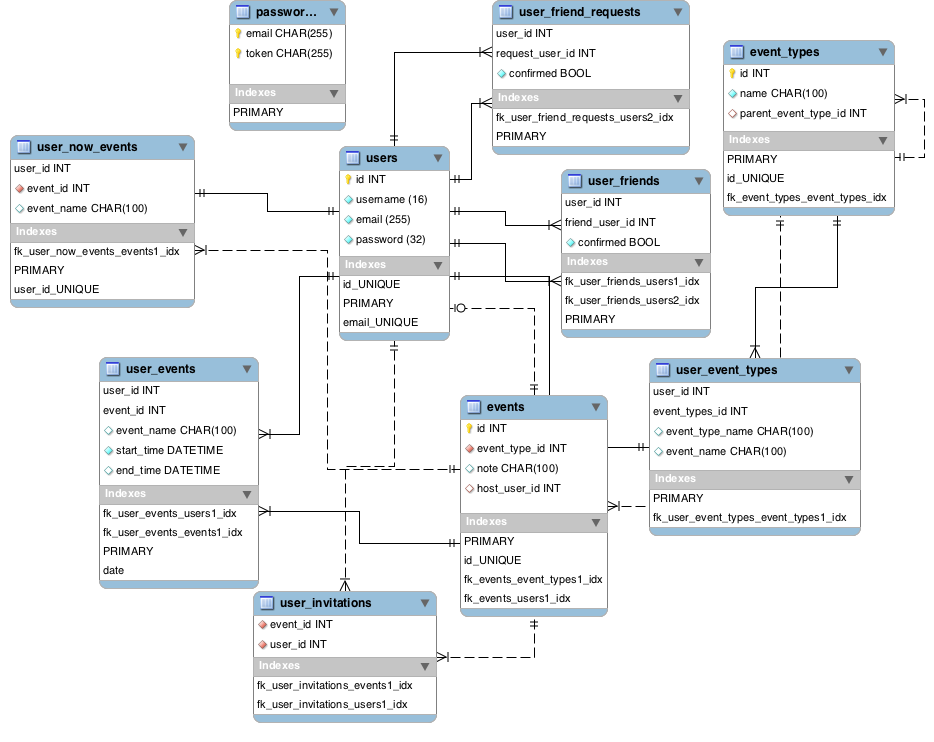 passwor...
email CHAR(255)
token CHAR(255)
Indexes
PRIMARY
user_friend_requests
user_id INT
request_user_id INT
confirmed BOOL
Indexes
fk_user_friend_requests_users2_idx
PRIMARY
event_types
id INT
name CHAR(100)
parent_event_type_id INT
Indexes
PRIMARY
id_UNIQUE
fk_event_types_event_types_idx
user_now_events
user_id INT
event_id INT
event_name CHAR(100)
Indexes
fk_user_now_events_events1_idx
PRIMARY
user_id_UNIQUE
users
id INT
username (16)
email (255)
password (32)
Indexes
id_UNIQUE
PRIMARY
email_UNIQUE
user_friends
user_id INT
friend_user_id INT
confirmed BOOL
Indexes
fk_user_friends_users1_idx
fk_user_friends_users2_idx
PRIMARY
user_events
user_id INT
event_id INT
event_name CHAR(100)
start_time DATETIME
end_time DATETIME
Indexes
fk_user_events_users1_idx
fk_user_events_events1_idx
PRIMARY
date
events
id INT
event_type_id INT
note CHAR(100)
host_user_id INT
Indexes
PRIMARY
id_UNIQUE
fk_events_event_types1_idx
fk_events_users1_idx
user_event_types
user_id INT
event_types_id INT
event_type_name CHAR(100)
event_name CHAR(100)
Indexes
PRIMARY
fk_user_event_types_event_types1_idx
user_invitations
event_id INT
user_id INT
Indexes
fk_user_invitations_events1_idx
fk_user_invitations_users1_idx